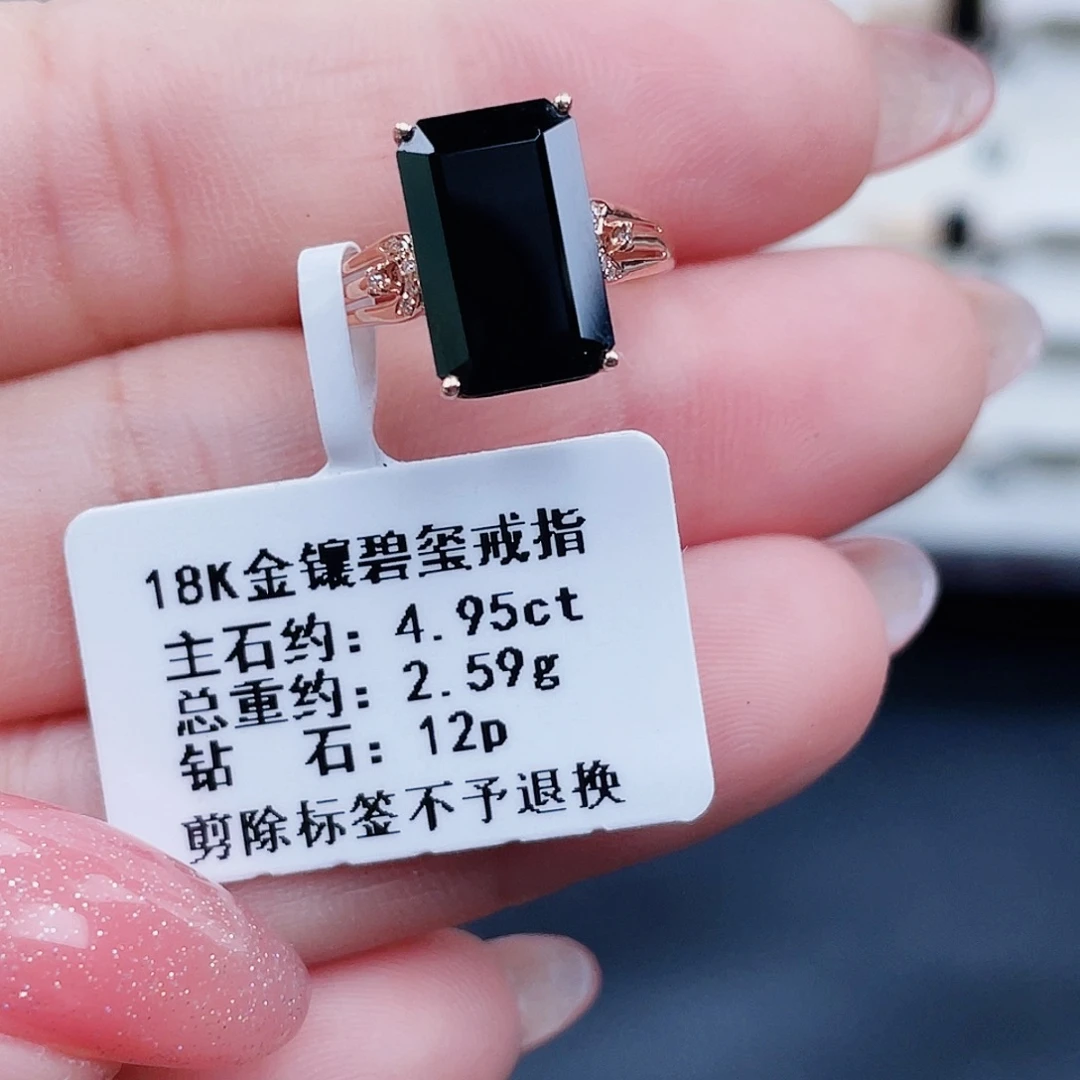 18K金镶碧玺戒指
主石约: 4.95ct
总重约: 2.59g
钻 石: 12p
剪除标签不予退换